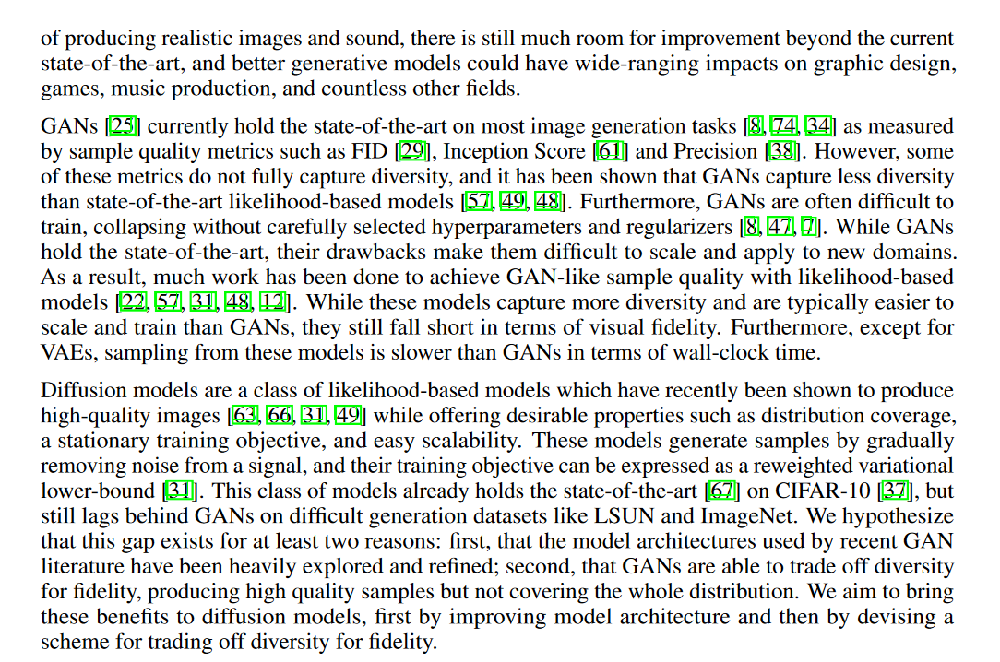 of producing realistic images and sound, there is still much room for improvement beyond the current
state-of-the-art, and better generative models could have wide-ranging impacts on graphic design,
games, music production, and countless other fields.
GANs [25] currently hold the state-of-the-art on most image generation tasks [8, 74, 34] as measured
by sample quality metrics such as FID [29], Inception Score [61] and Precision [38]. However, some
of these metrics do not fully capture diversity, and it has been shown that GANs capture less diversity
than state-of-the-art likelihood-based models [57, 49, 48]. Furthermore, GANs are often difficult to
train, collapsing without carefully selected hyperparameters and regularizers [8, 47, 7]. While GANs
hold the state-of-the-art, their drawbacks make them difficult to scale and apply to new domains.
As a result, much work has been done to achieve GAN-like sample quality with likelihood-based
models [22, 57, 31, 48, 12]. While these models capture more diversity and are typically easier to
scale and train than GANs, they still fall short in terms of visual fidelity. Furthermore, except for
VAEs, sampling from these models is slower than GANs in terms of wall-clock time.
Diffusion models are a class of likelihood-based models which have recently been shown to produce
high-quality images [63, 66, 31, 49] while offering desirable properties such as distribution coverage,
a stationary training objective, and easy scalability. These models generate samples by gradually
removing noise from a signal, and their training objective can be expressed as a reweighted variational
lower-bound [31]. This class of models already holds the state-of-the-art [67] on CIFAR-10 [37], but
still lags behind GANs on difficult generation datasets like LSUN and ImageNet. We hypothesize
that this gap exists for at least two reasons: first, that the model architectures used by recent GAN
literature have been heavily explored and refined; second, that GANs are able to trade off diversity
for fidelity, producing high quality samples but not covering the whole distribution. We aim to bring
these benefits to diffusion models, first by improving model architecture and then by devising a
scheme for trading off diversity for fidelity.